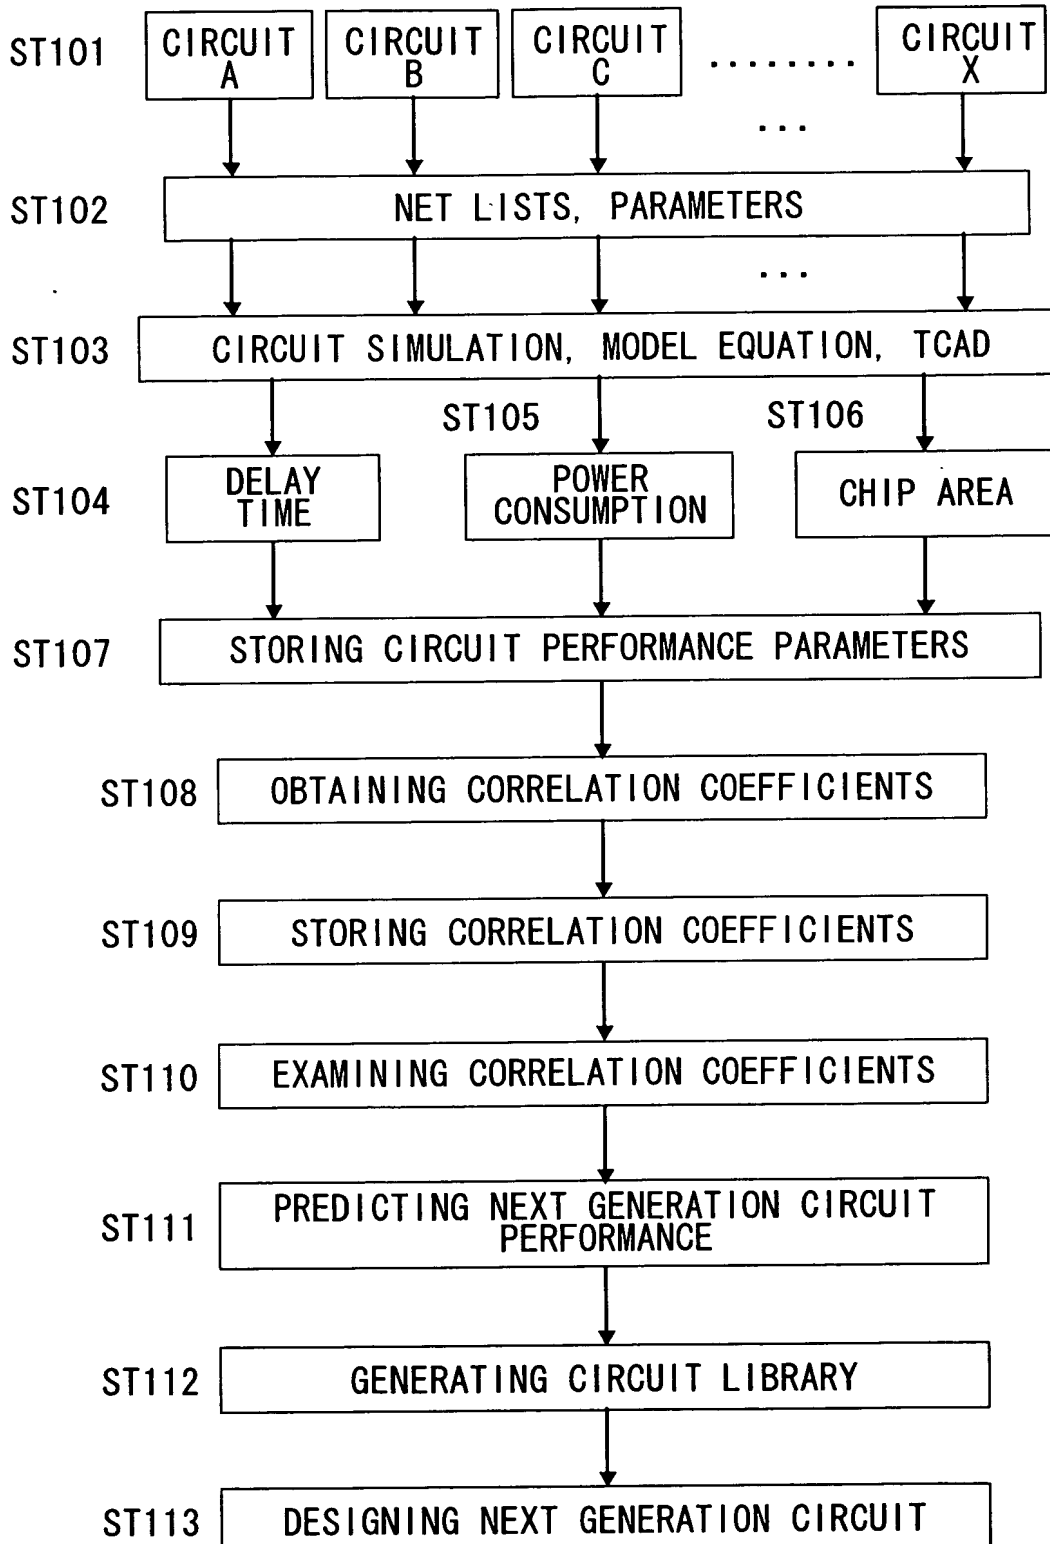 ST101
CIRCUIT
A
CIRCUIT
B
CIRCUIT
C
........
CIRCUIT
X
...
ST102
NET LISTS, PARAMETERS
...
ST103
CIRCUIT SIMULATION, MODEL EQUATION, TCAD
ST105
ST106
ST104
DELAY
TIME
POWER
CONSUMPTION
CHIP AREA
ST107
STORING CIRCUIT PERFORMANCE PARAMETERS
ST108
OBTAINING CORRELATION COEFFICIENTS
ST109
STORING CORRELATION COEFFICIENTS
ST110
EXAMINING CORRELATION COEFFICIENTS
ST111
PREDICTING NEXT GENERATION CIRCUIT
PERFORMANCE
ST112
GENERATING CIRCUIT LIBRARY
ST113
DESIGNING NEXT GENERATION CIRCUIT